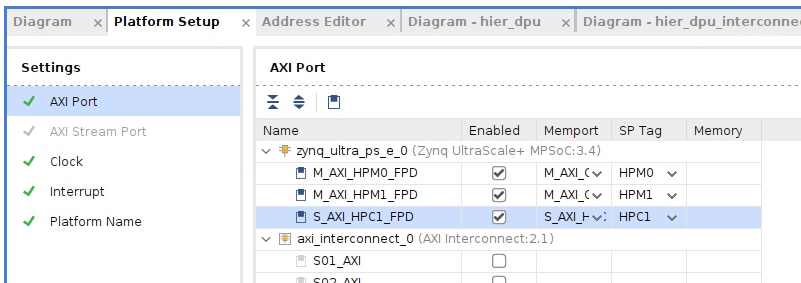 Diagram × Platform Setup × Address Editor × Diagram - hier_dpu × Diagram - hier_dpu_interconne
Settings
AXI Port
AXI Stream Port
Clock
Interrupt
Platform Name
AXI Port
Name Enabled Memport SP Tag Memory
zynq_ultra_ps_e_0 (Zynq UltraScale+ MPSoC:3.4)
M_AXI_HPM0_FPD M_AXI_ HPM0
M_AXI_HPM1_FPD M_AXI_ HPM1
S_AXI_HPC1_FPD S_AXI_H HPC1
axi_interconnect_0 (AXI Interconnect:2.1)
S01_AXI
S02_AXI